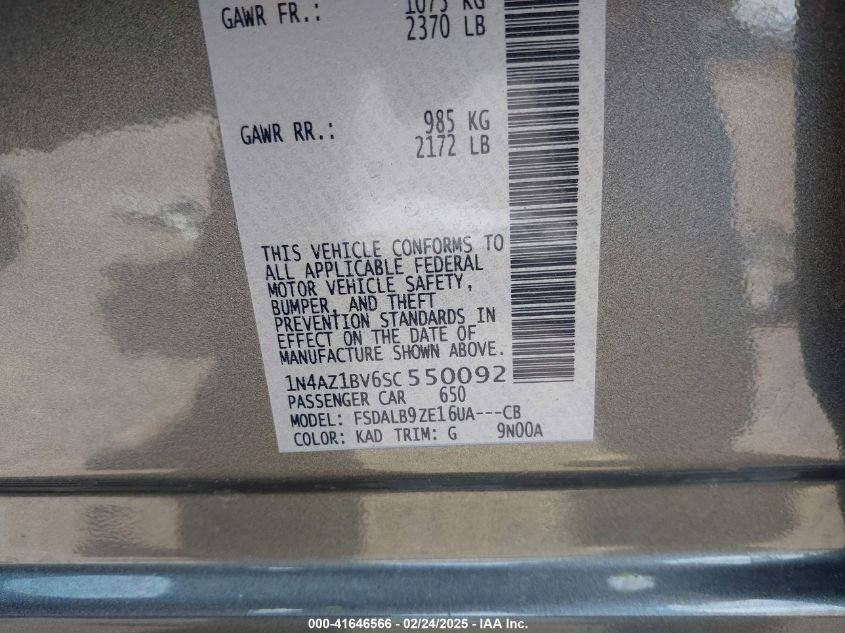 GAWR FR.: 1075 KG
2370 LB
GAWR RR.: 985 KG
2172 LB
THIS VEHICLE CONFORMS TO
ALL APPLICABLE FEDERAL
MOTOR VEHICLE SAFETY,
BUMPER, AND THEFT
PREVENTION STANDARDS IN
EFFECT ON THE DATE OF
MANUFACTURE SHOWN ABOVE.
1N4AZ1BV6SC550092
PASSENGER CAR 650
MODEL: FSDALB9ZE16UA---CB
COLOR: KAD TRIM: G 9N00A
000-41646566 / 02/24/2025 - IAA Inc.